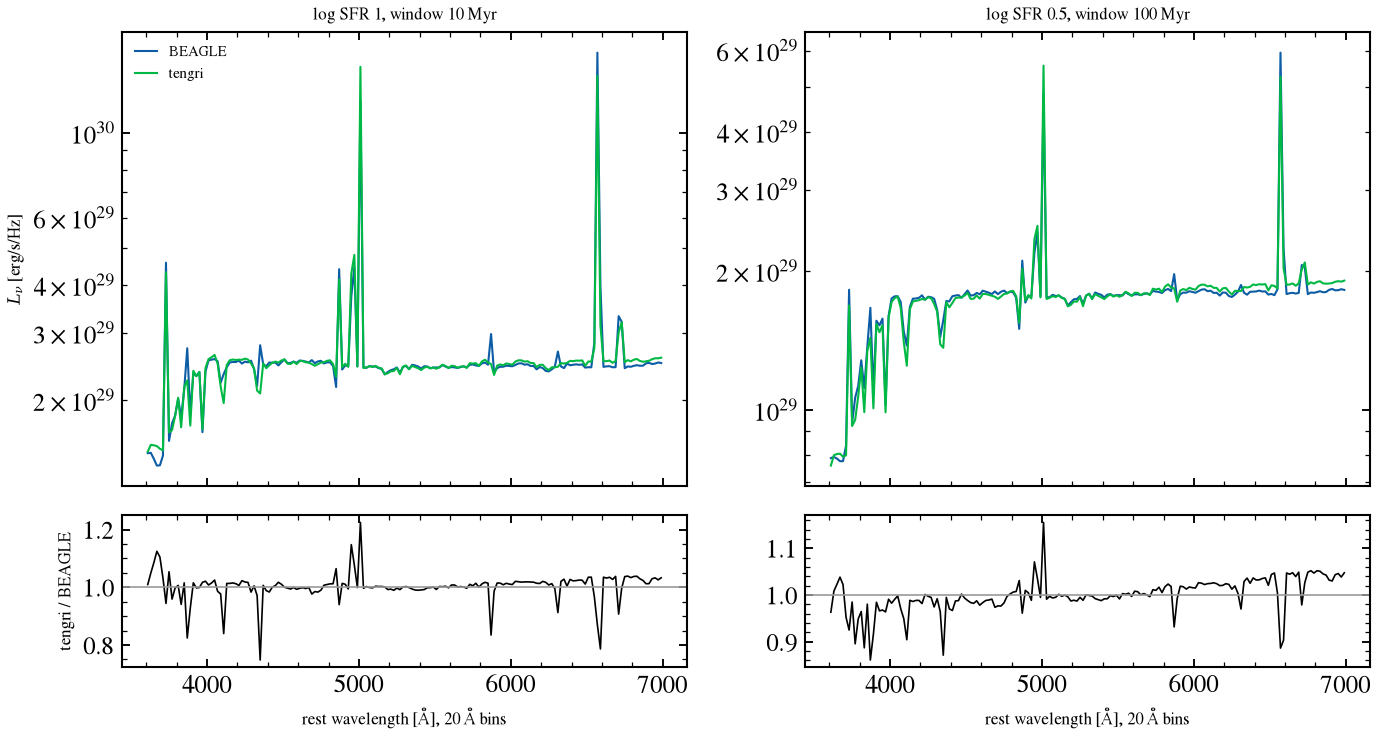 log SFR 1, window 10 Myr
BEAGLE
tengri
10^30
6 × 10^29
4 × 10^29
3 × 10^29
2 × 10^29
L_ν [erg/s/Hz]
1.2
1.0
0.8
tengri / BEAGLE
4000 5000 6000 7000
rest wavelength [Å], 20 Å bins
log SFR 0.5, window 100 Myr
6 × 10^29
4 × 10^29
3 × 10^29
2 × 10^29
10^29
1.1
1.0
0.9
4000 5000 6000 7000
rest wavelength [Å], 20 Å bins